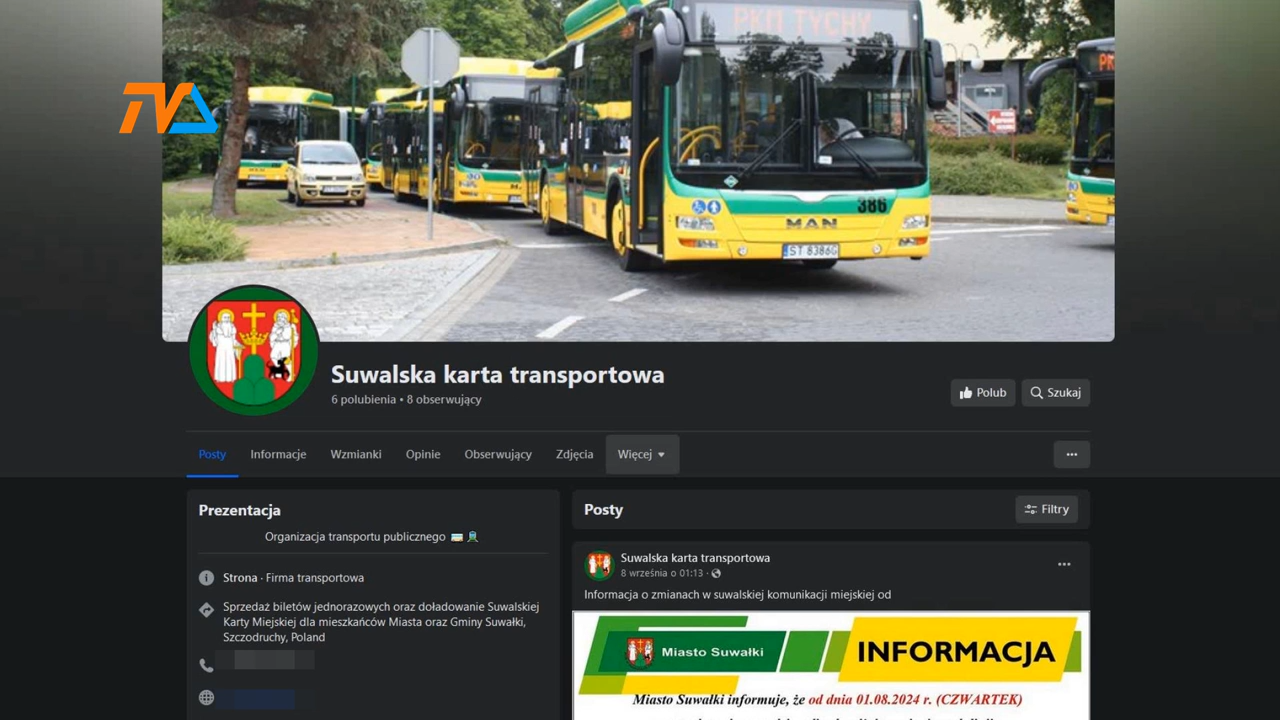 PKM TYCHY
TVA
386
MAN
ST 8386G
Suwalska karta transportowa
6 polubienia • 8 obserwujący
Polub
Szukaj
Posty
Informacje
Wzmianki
Opinie
Obserwujący
Zdjęcia
Więcej
Prezentacja
Organizacja transportu publicznego
Strona · Firma transportowa
Sprzedaż biletów jednorazowych oraz doładowanie Suwalskiej
Karty Miejskiej dla mieszkańców Miasta oraz Gminy Suwałki,
Szczodruchy, Poland
Posty
Filtry
Suwalska karta transportowa
8 września o 01:13 ·
Informacja o zmianach w suwalskiej komunikacji miejskiej od
Miasto Suwałki
INFORMACJA
Miasto Suwałki informuje, że od dnia 01.08.2024 r. (CZWARTEK)